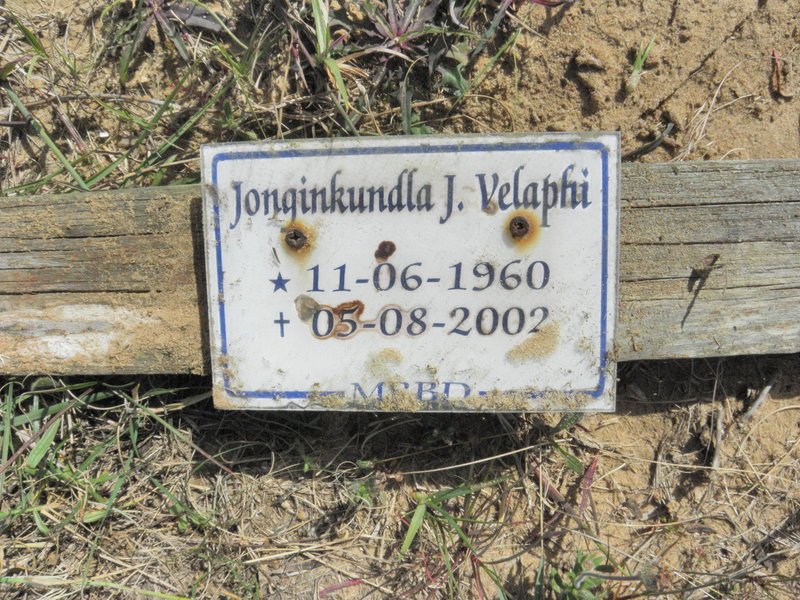 Jonginkundla J. Velaphi
★ 11-06-1960
✝ 05-08-2002